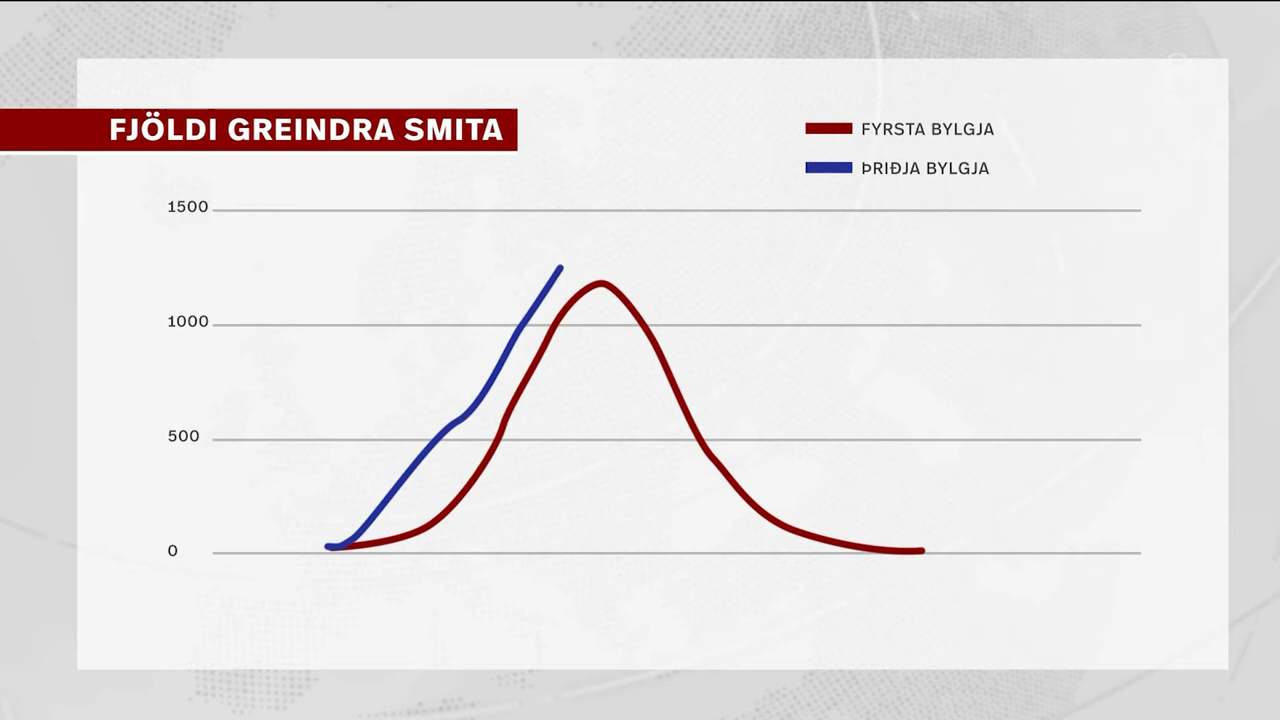 FJÖLDI GREINDRA SMITA
FYRSTA BYLGJA
ÞRIÐJA BYLGJA
1500
1000
500
0